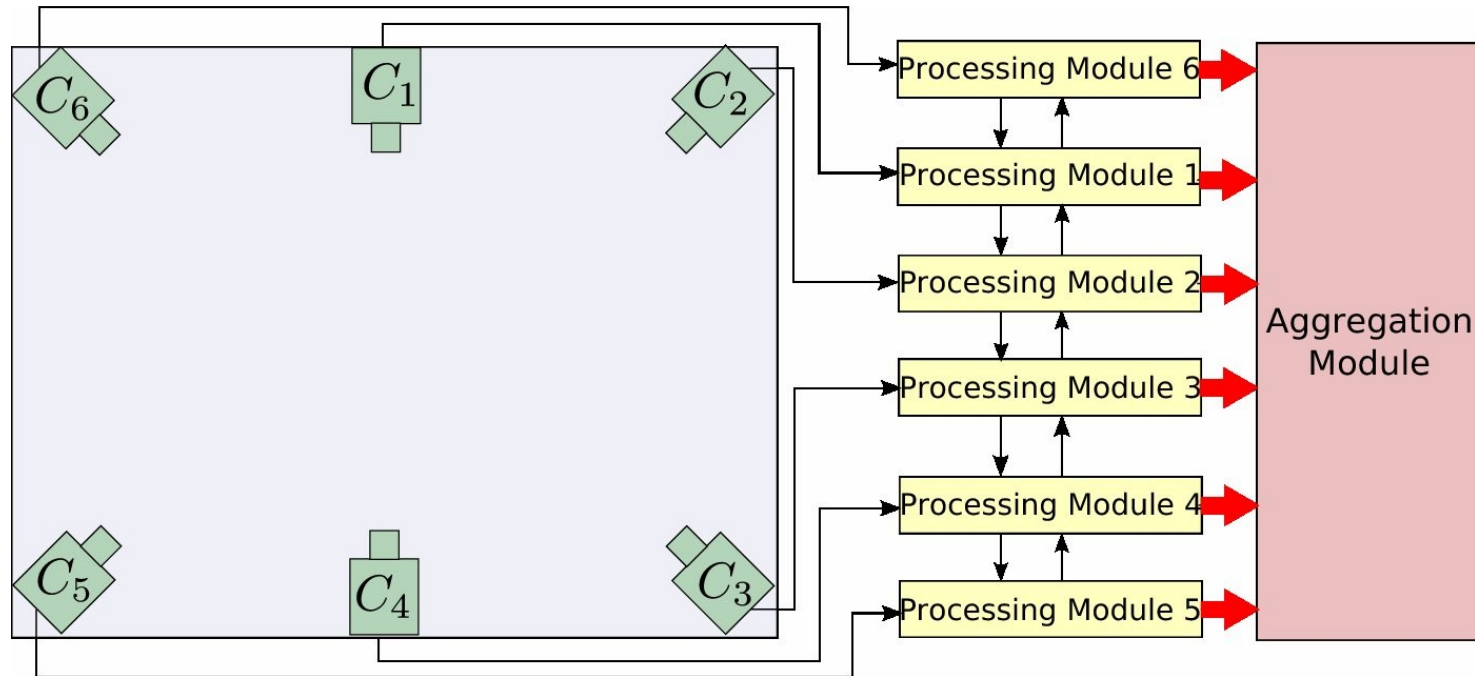 C6
C1
C2
C5
C4
C3
Processing Module 6
Processing Module 1
Processing Module 2
Processing Module 3
Processing Module 4
Processing Module 5
Aggregation
Module